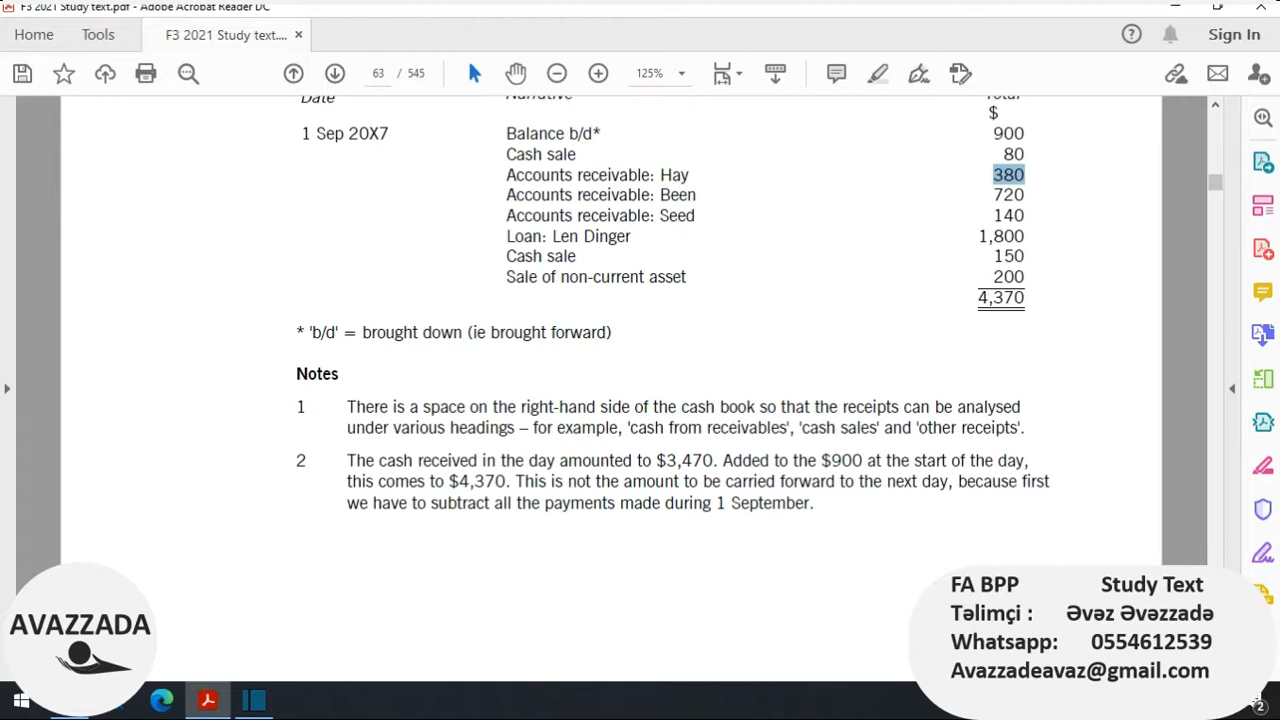 F3 2021 Study text.pdf - Adobe Acrobat Reader DC
Home Tools F3 2021 Study text.... × Sign In
63 / 545 125%
Date Narrative Total
$
1 Sep 20X7 Balance b/d* 900
Cash sale 80
Accounts receivable: Hay 380
Accounts receivable: Been 720
Accounts receivable: Seed 140
Loan: Len Dinger 1,800
Cash sale 150
Sale of non-current asset 200
4,370
* 'b/d' = brought down (ie brought forward)
Notes
1 There is a space on the right-hand side of the cash book so that the receipts can be analysed
under various headings – for example, 'cash from receivables', 'cash sales' and 'other receipts'.
2 The cash received in the day amounted to $3,470. Added to the $900 at the start of the day,
this comes to $4,370. This is not the amount to be carried forward to the next day, because first
we have to subtract all the payments made during 1 September.
AVAZZADA
FA BPP Study Text
Təlimçi : Əvəz Əvəzzadə
Whatsapp: 0554612539
Avazzadeavaz@gmail.com
2